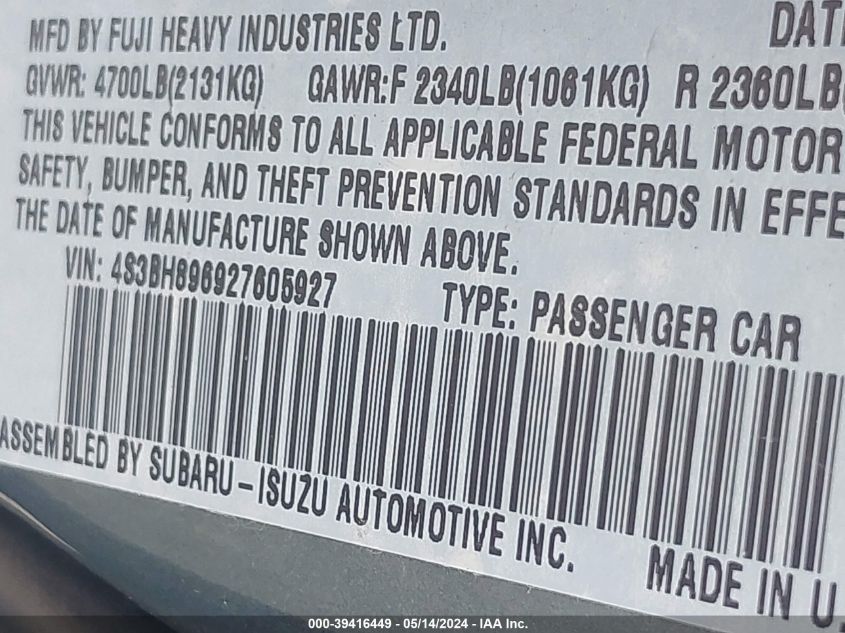 MFD BY FUJI HEAVY INDUSTRIES LTD.
GVWR: 4700LB(2131KG) GAWR:F 2340LB(1061KG) R 2360LB(
THIS VEHICLE CONFORMS TO ALL APPLICABLE FEDERAL MOTOR
SAFETY, BUMPER, AND THEFT PREVENTION STANDARDS IN EFFE
THE DATE OF MANUFACTURE SHOWN ABOVE.
VIN: 4S3BH896927605927 TYPE: PASSENGER CAR
ASSEMBLED BY SUBARU-ISUZU AUTOMOTIVE INC.
MADE IN U.
000-39416449 - 05/14/2024 - IAA Inc.